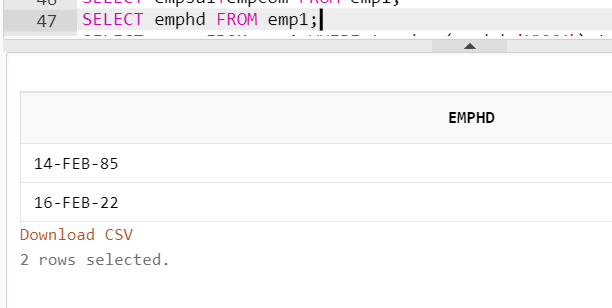 47 SELECT emphd FROM emp1;
EMPHD
14-FEB-85
16-FEB-22
Download CSV
2 rows selected.